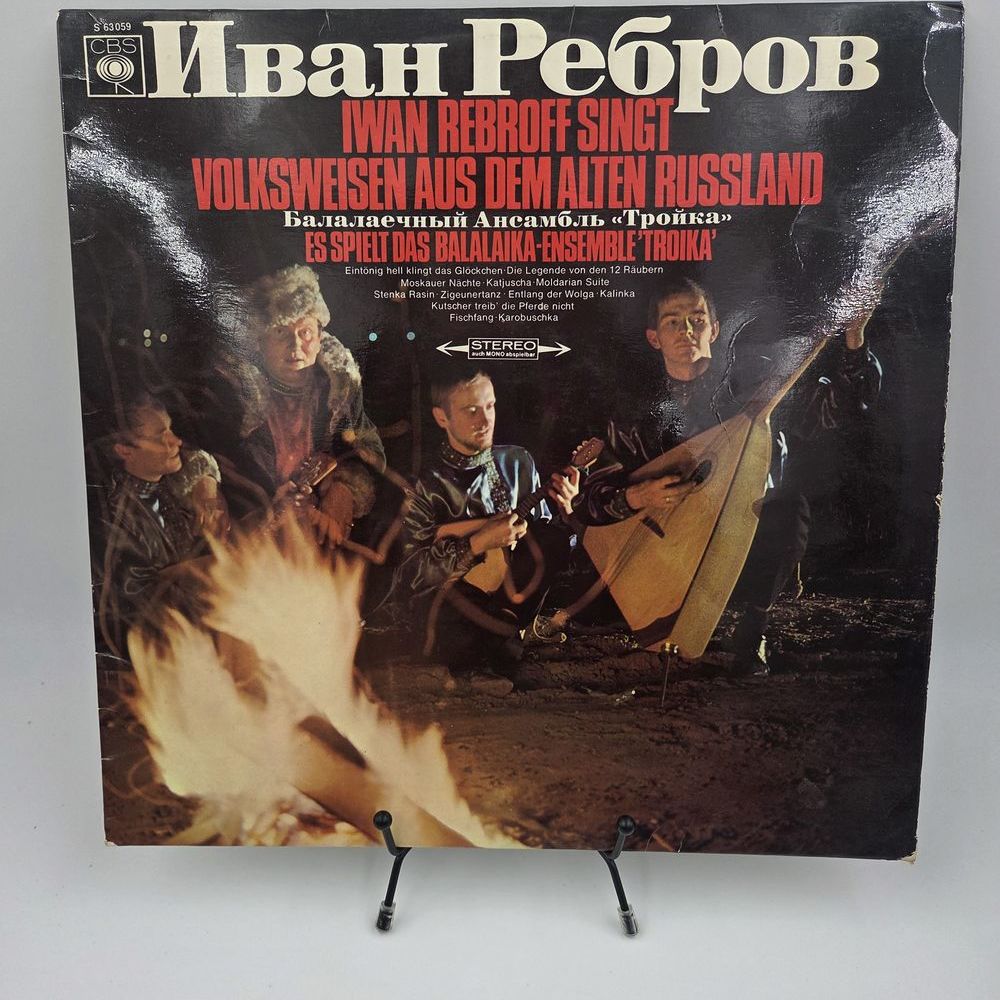 S 63059
CBS
Иван Ребров
IWAN REBROFF SINGT
VOLKSWEISEN AUS DEM ALTEN RUSSLAND
Балалаечный Ансамбль «Тройка»
ES SPIELT DAS BALALAIKA-ENSEMBLE 'TROIKA'
Eintönig hell klingt das Glöckchen · Die Legende von den 12 Räubern
Moskauer Nächte · Katjuscha · Moldarian Suite
Stenka Rasin · Zigeunertanz · Entlang der Wolga · Kalinka
Kutscher treib' die Pferde nicht
Fischfang · Karobuschka
STEREO
auch MONO abspielbar